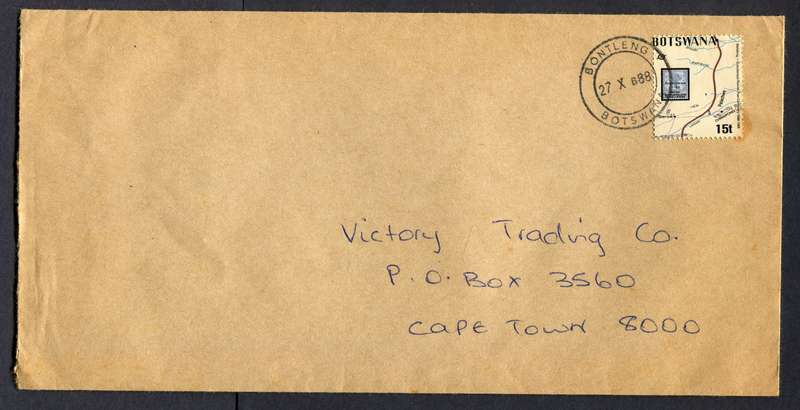 BONTLENG
27 X 88
BOTSWANA
BOTSWANA
15t
Victory Trading Co.
P.O. Box 3560
CAPE TOWN 8000